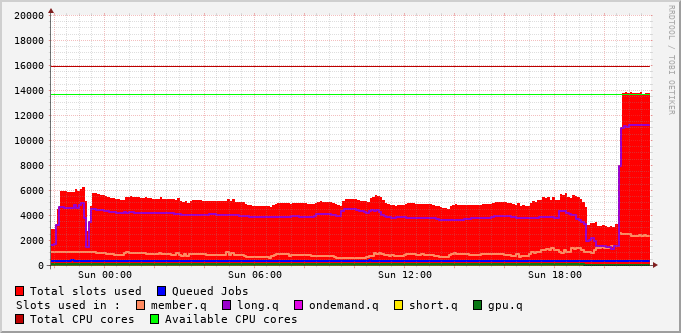 20000
18000
16000
14000
12000
10000
8000
6000
4000
2000
0
Sun 00:00 Sun 06:00 Sun 12:00 Sun 18:00
RRDTOOL / TOBI OETIKER
Total slots used Queued Jobs
Slots used in : member.q long.q ondemand.q short.q gpu.q
Total CPU cores Available CPU cores